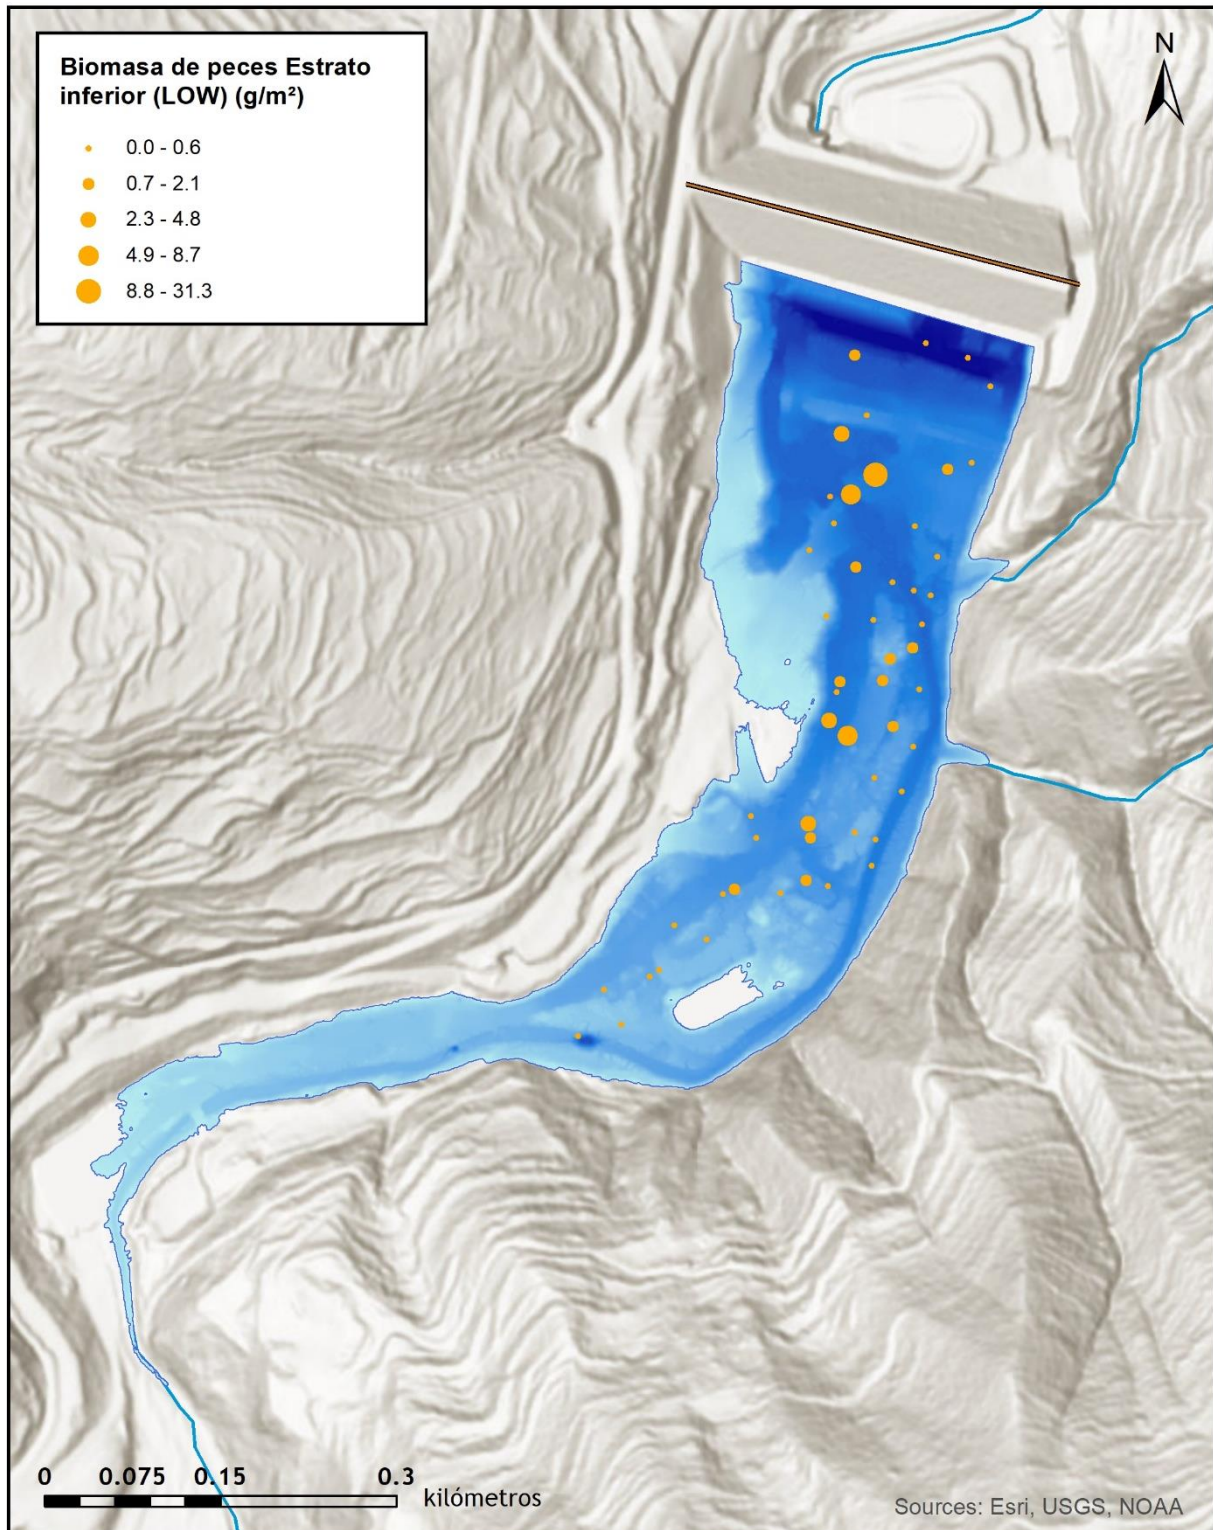 Biomasa de peces Estrato
inferior (LOW) (g/m²)
0.0 - 0.6
0.7 - 2.1
2.3 - 4.8
4.9 - 8.7
8.8 - 31.3
N
0 0.075 0.15 0.3
kilómetros
Sources: Esri, USGS, NOAA